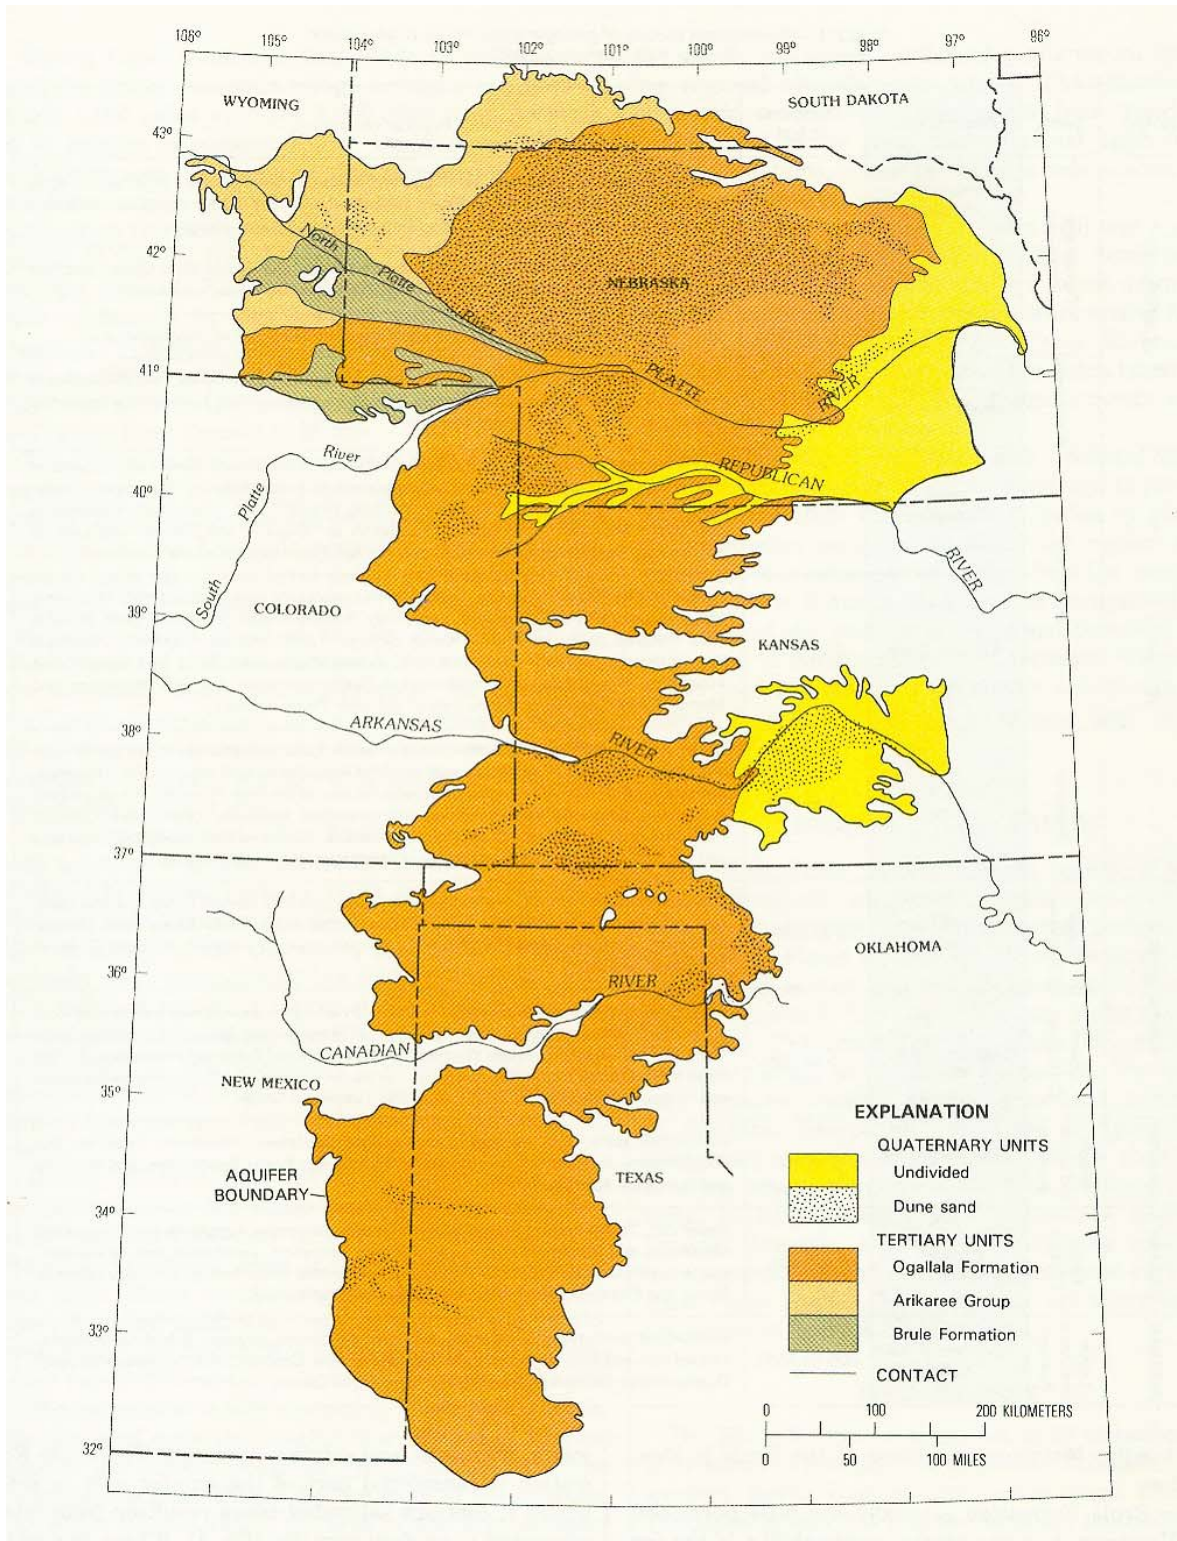 106° 105° 104° 103° 102° 101° 100° 99° 98° 97° 96°
WYOMING
SOUTH DAKOTA
43°
42°
North
Platte
River
NEBRASKA
41°
PLATTE
RIVER
River
REPUBLICAN
40°
Platte
South
RIVER
39°
COLORADO
KANSAS
38°
ARKANSAS
RIVER
37°
OKLAHOMA
36°
RIVER
CANADIAN
35°
NEW MEXICO
AQUIFER
BOUNDARY
TEXAS
34°
33°
32°
EXPLANATION
QUATERNARY UNITS
Undivided
Dune sand
TERTIARY UNITS
Ogallala Formation
Arikaree Group
Brule Formation
CONTACT
0 100 200 KILOMETERS
0 50 100 MILES